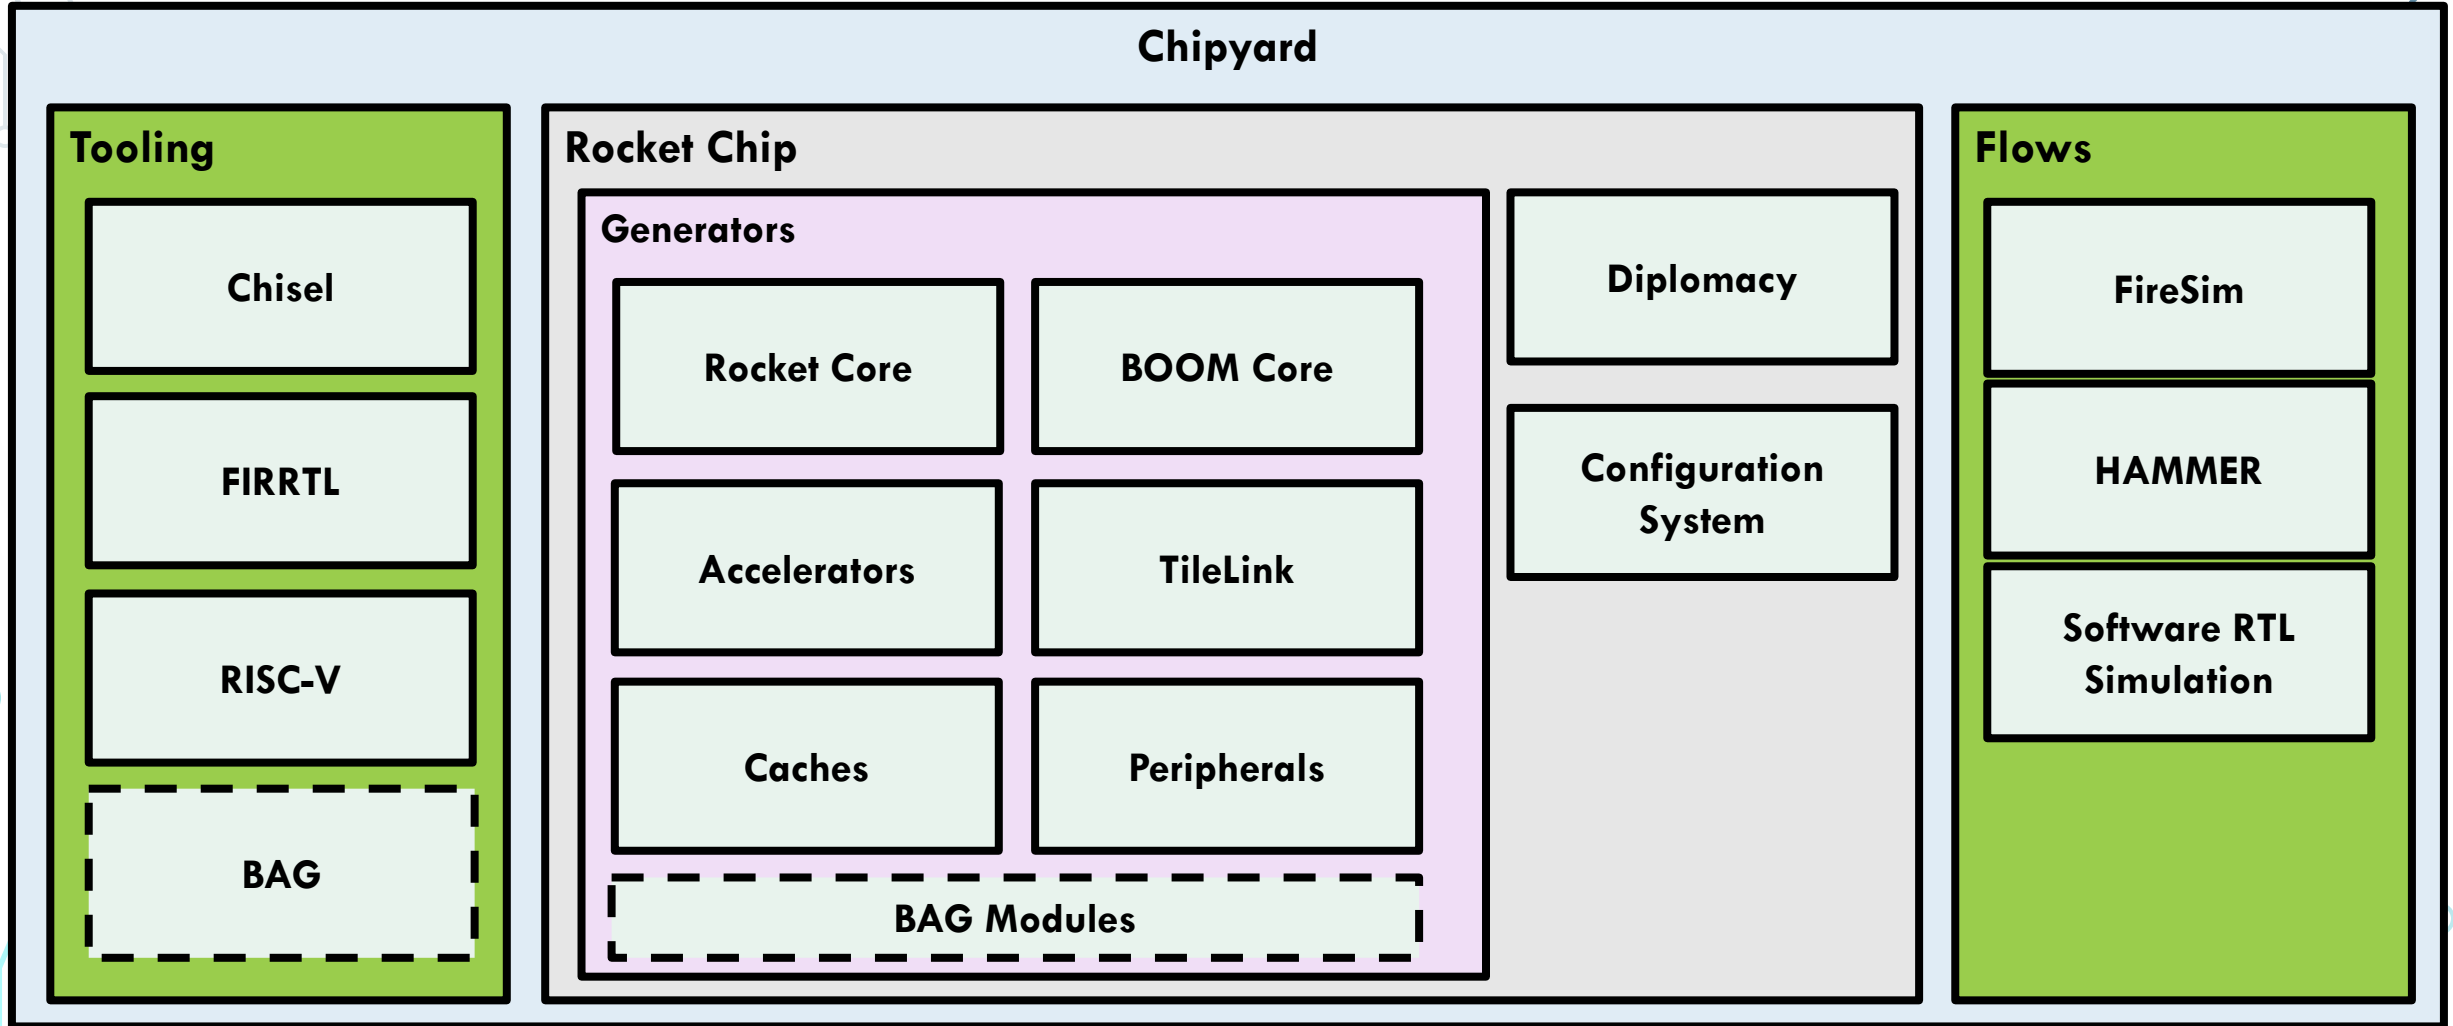 Chipyard
Tooling
Chisel
FIRRTL
RISC-V
BAG
Rocket Chip
Generators
Rocket Core
BOOM Core
Accelerators
TileLink
Caches
Peripherals
BAG Modules
Diplomacy
Configuration
System
Flows
FireSim
HAMMER
Software RTL
Simulation